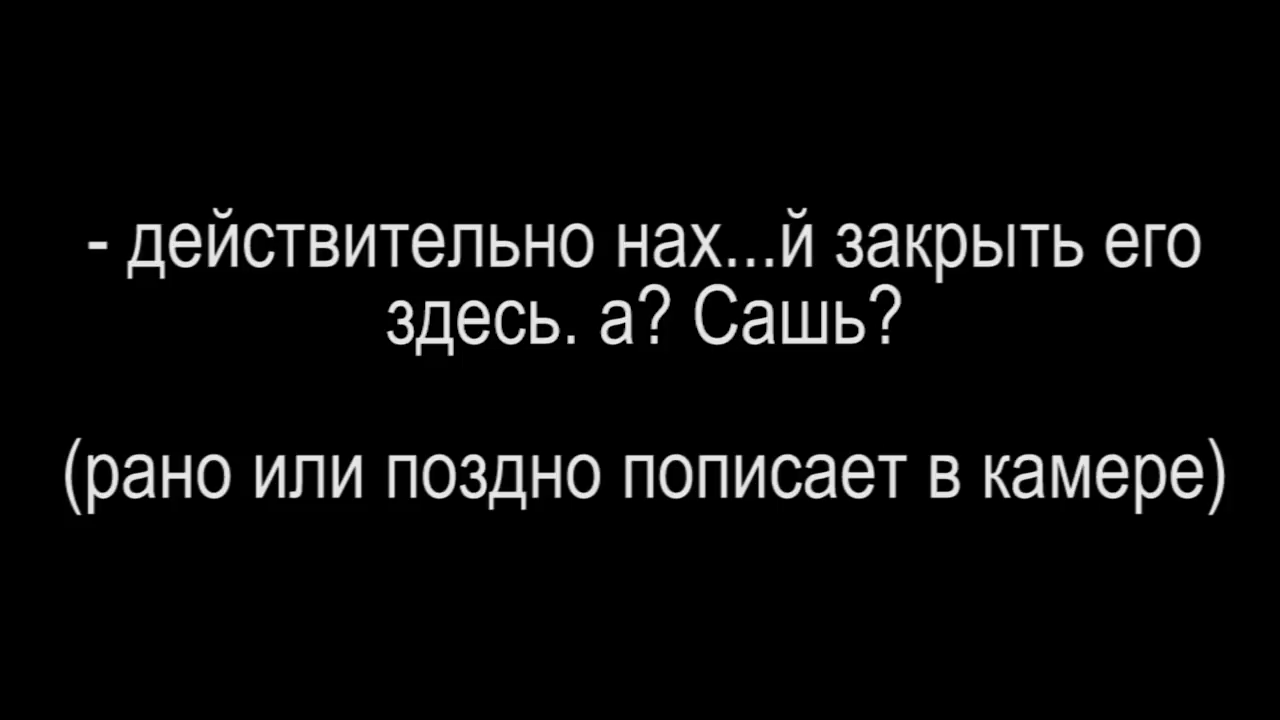 - действительно нах...й закрыть его
здесь. а? Сашь?
(рано или поздно пописает в камере)